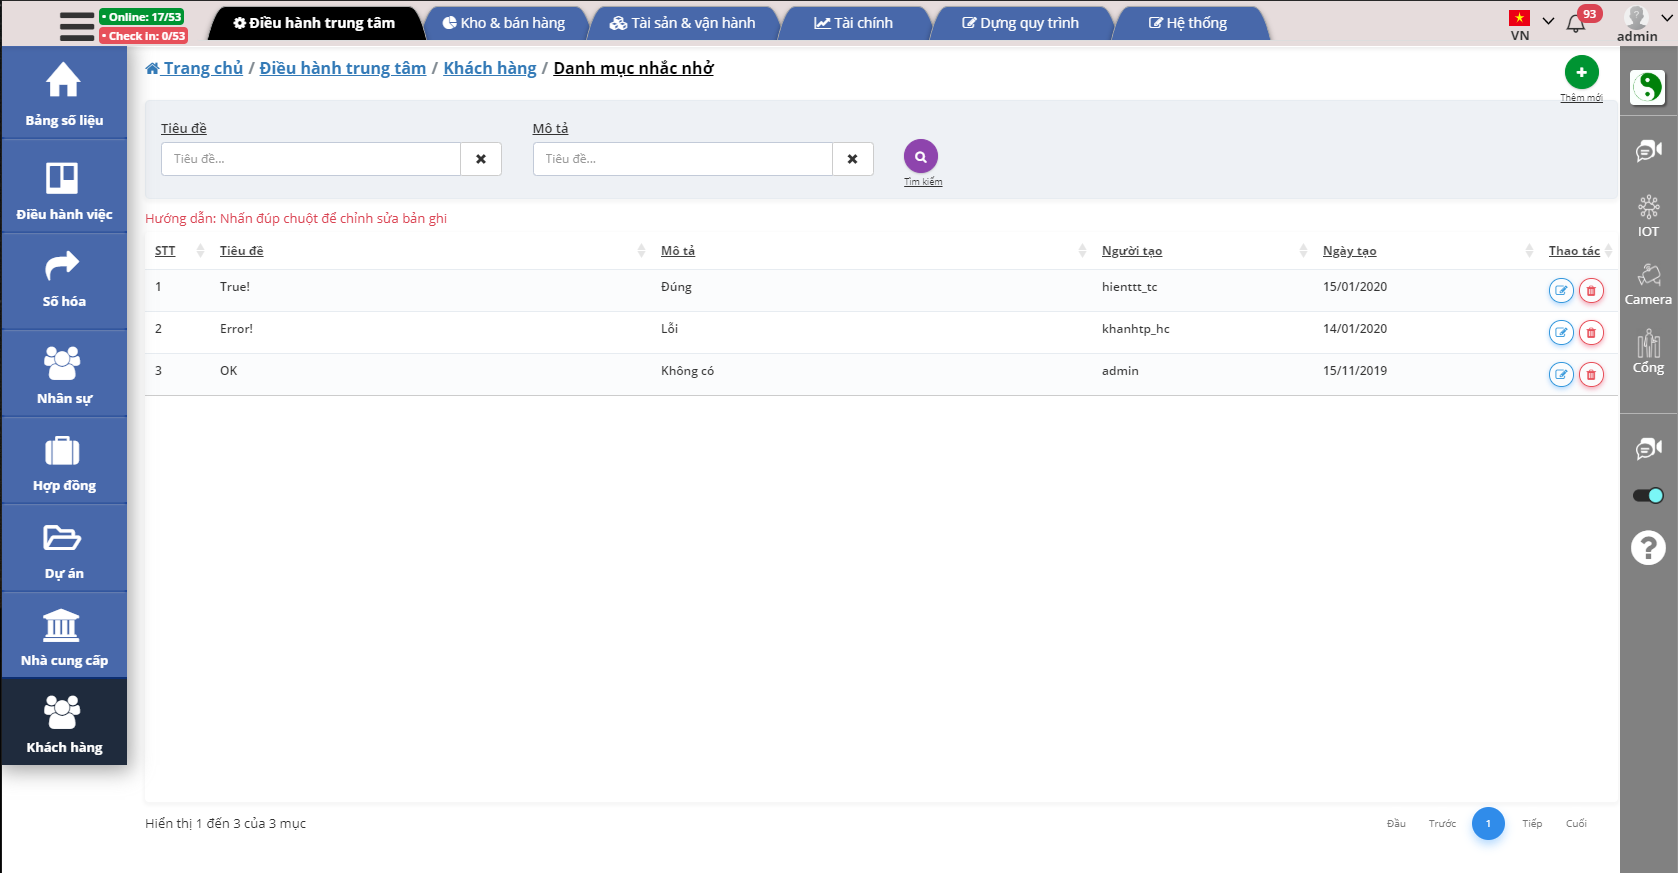 • Online: 17/53
• Check in: 0/53
Điều hành trung tâm
Kho & bán hàng
Tài sản & vận hành
Tài chính
Dựng quy trình
Hệ thống
VN
93
admin
Trang chủ / Điều hành trung tâm / Khách hàng / Danh mục nhắc nhở
Thêm mới
Bảng số liệu
Điều hành việc
Số hóa
Nhân sự
Hợp đồng
Dự án
Nhà cung cấp
Khách hàng
Tiêu đề
Mô tả
Tiêu đề...
Tiêu đề...
Tìm kiếm
Hướng dẫn: Nhấn đúp chuột để chỉnh sửa bản ghi
STT Tiêu đề Mô tả Người tạo Ngày tạo Thao tác
1 True! Đúng hienttt_tc 15/01/2020
2 Error! Lỗi khanhtp_hc 14/01/2020
3 OK Không có admin 15/11/2019
Hiển thị 1 đến 3 của 3 mục
Đầu Trước 1 Tiếp Cuối
IOT
Camera
Cổng